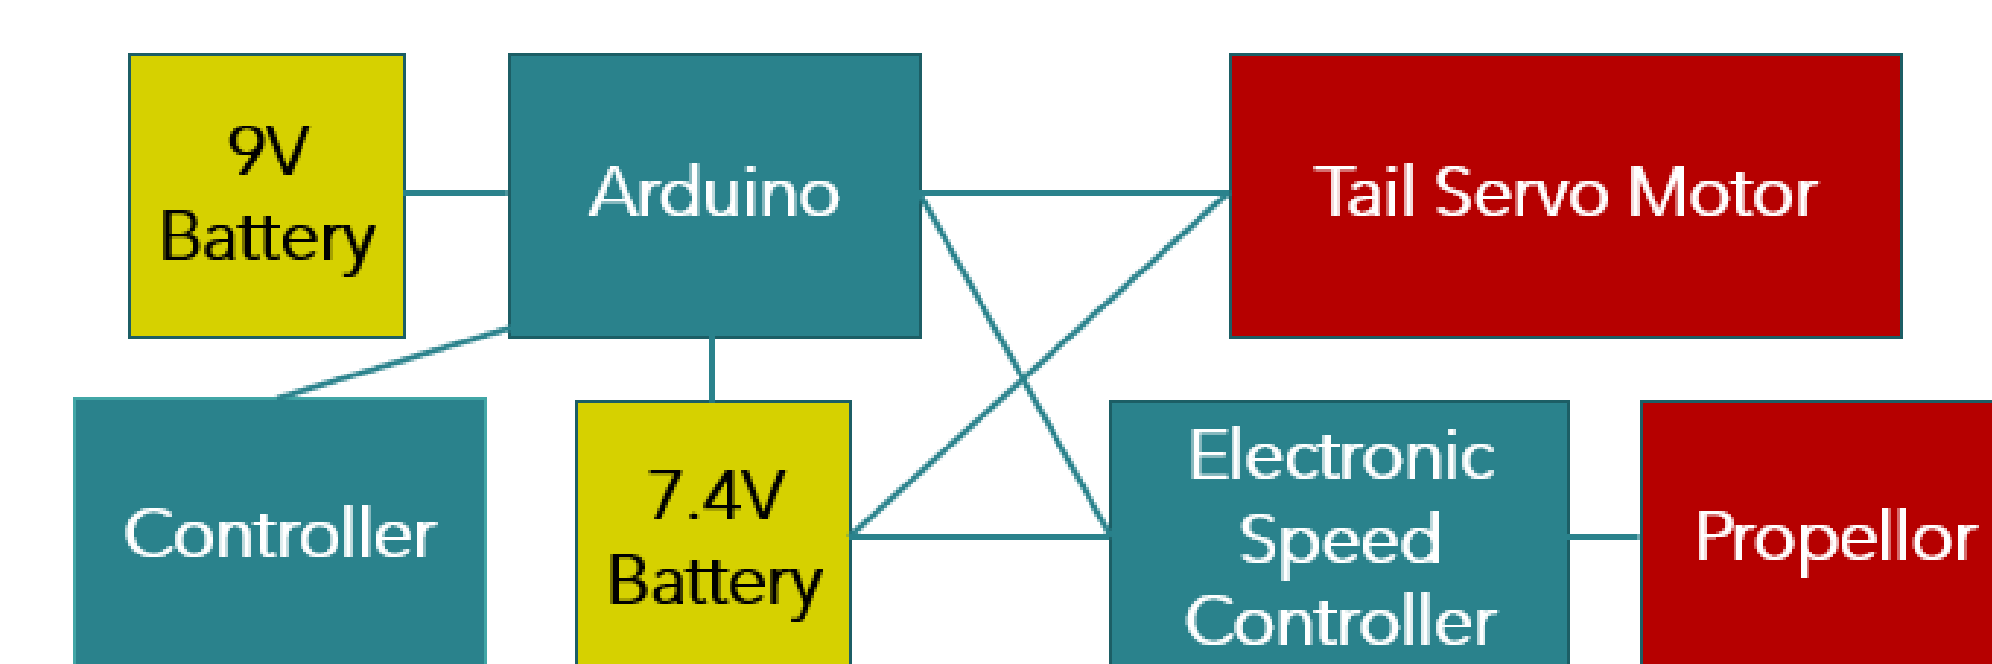 9V
Battery
Arduino
Tail Servo Motor
Controller
7.4V
Battery
Electronic
Speed
Controller
Propellor